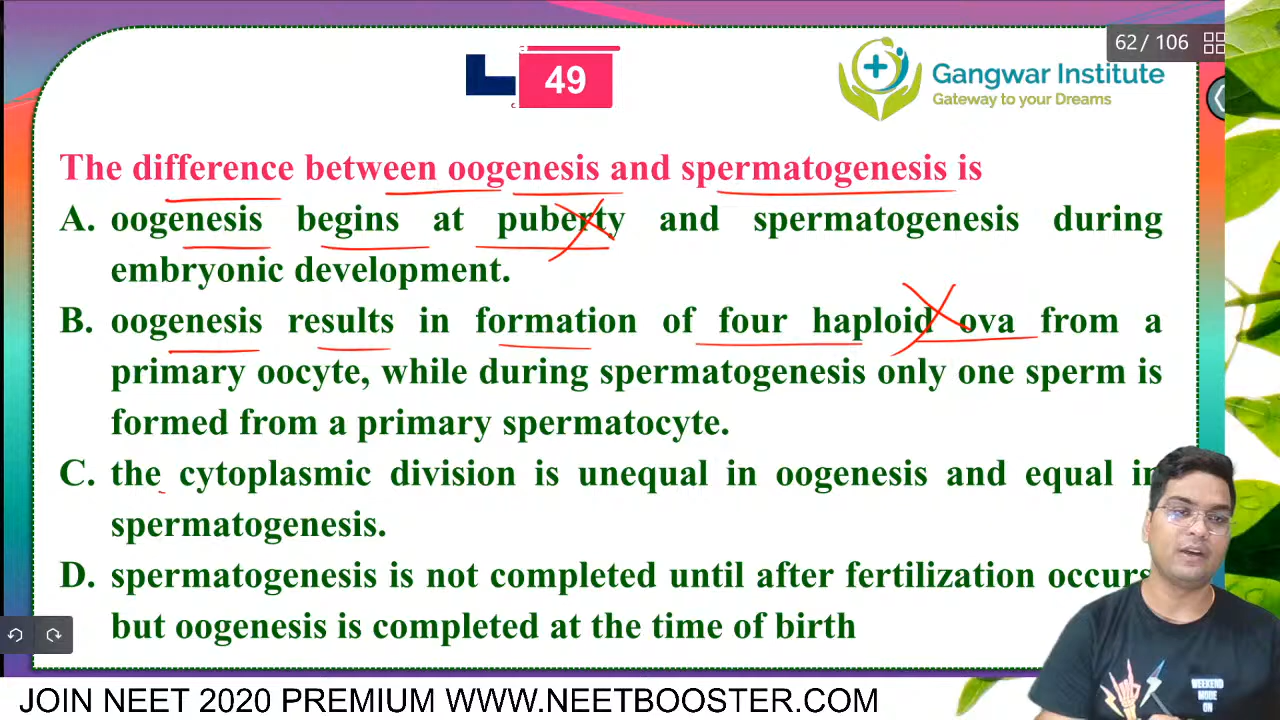 62 / 106
49
Gangwar Institute
Gateway to your Dreams
The difference between oogenesis and spermatogenesis is
A. oogenesis begins at puberty and spermatogenesis during
embryonic development.
B. oogenesis results in formation of four haploid ova from a
primary oocyte, while during spermatogenesis only one sperm is
formed from a primary spermatocyte.
C. the cytoplasmic division is unequal in oogenesis and equal in
spermatogenesis.
D. spermatogenesis is not completed until after fertilization occurs
but oogenesis is completed at the time of birth
WEEKEND
MODE
ON
JOIN NEET 2020 PREMIUM WWW.NEETBOOSTER.COM